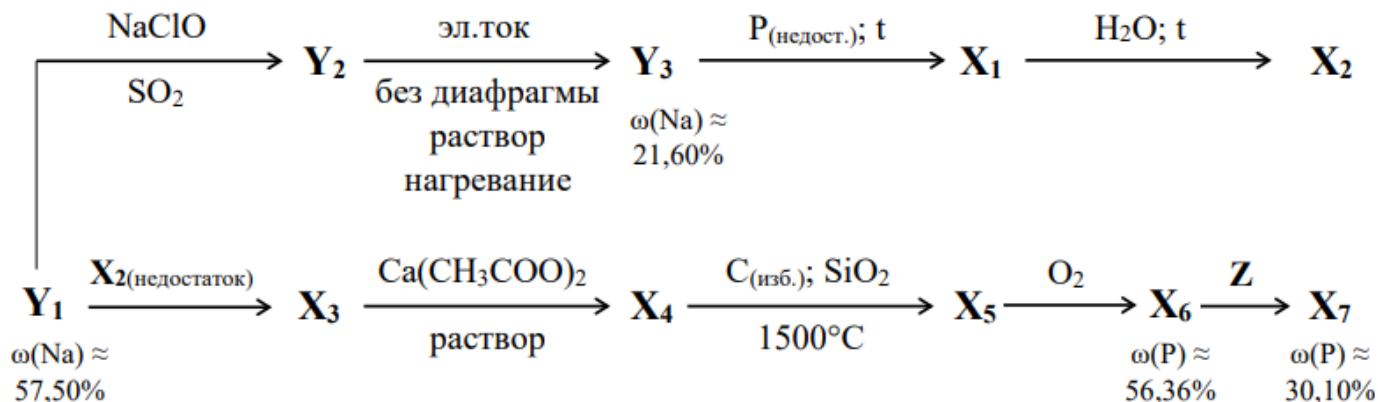 NaClO
SO₂
Y₂
эл.ток
без диафрагмы
раствор
нагревание
Y₃
ω(Na) ≈
21,60%
P(недост.); t
X₁
H₂O; t
X₂
Y₁
ω(Na) ≈
57,50%
X₂(недостаток)
X₃
Ca(CH₃COO)₂
раствор
X₄
C(изб.); SiO₂
1500°C
X₅
O₂
X₆
ω(P) ≈
56,36%
Z
X₇
ω(P) ≈
30,10%